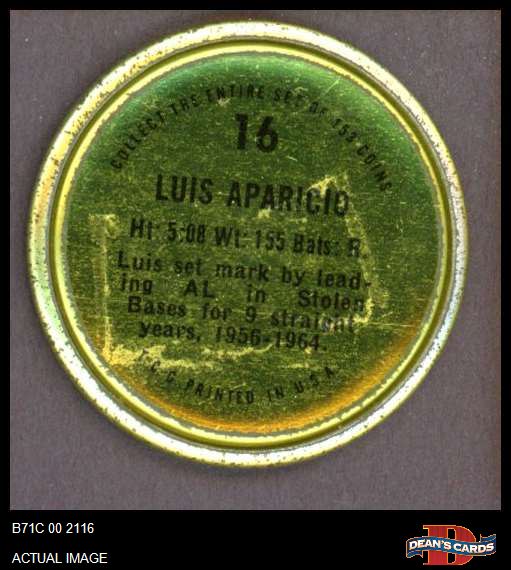 COLLECT THE ENTIRE SET OF 153 COINS
16
LUIS APARICIO
Ht: 5:08 Wt: 155 Bats: R.
Luis set mark by lead-
ing AL in Stolen
Bases for 9 straight
years, 1956-1964.
T.C.G. PRINTED IN U.S.A.
B71C 00 2116
ACTUAL IMAGE
D
DEAN'S CARDS